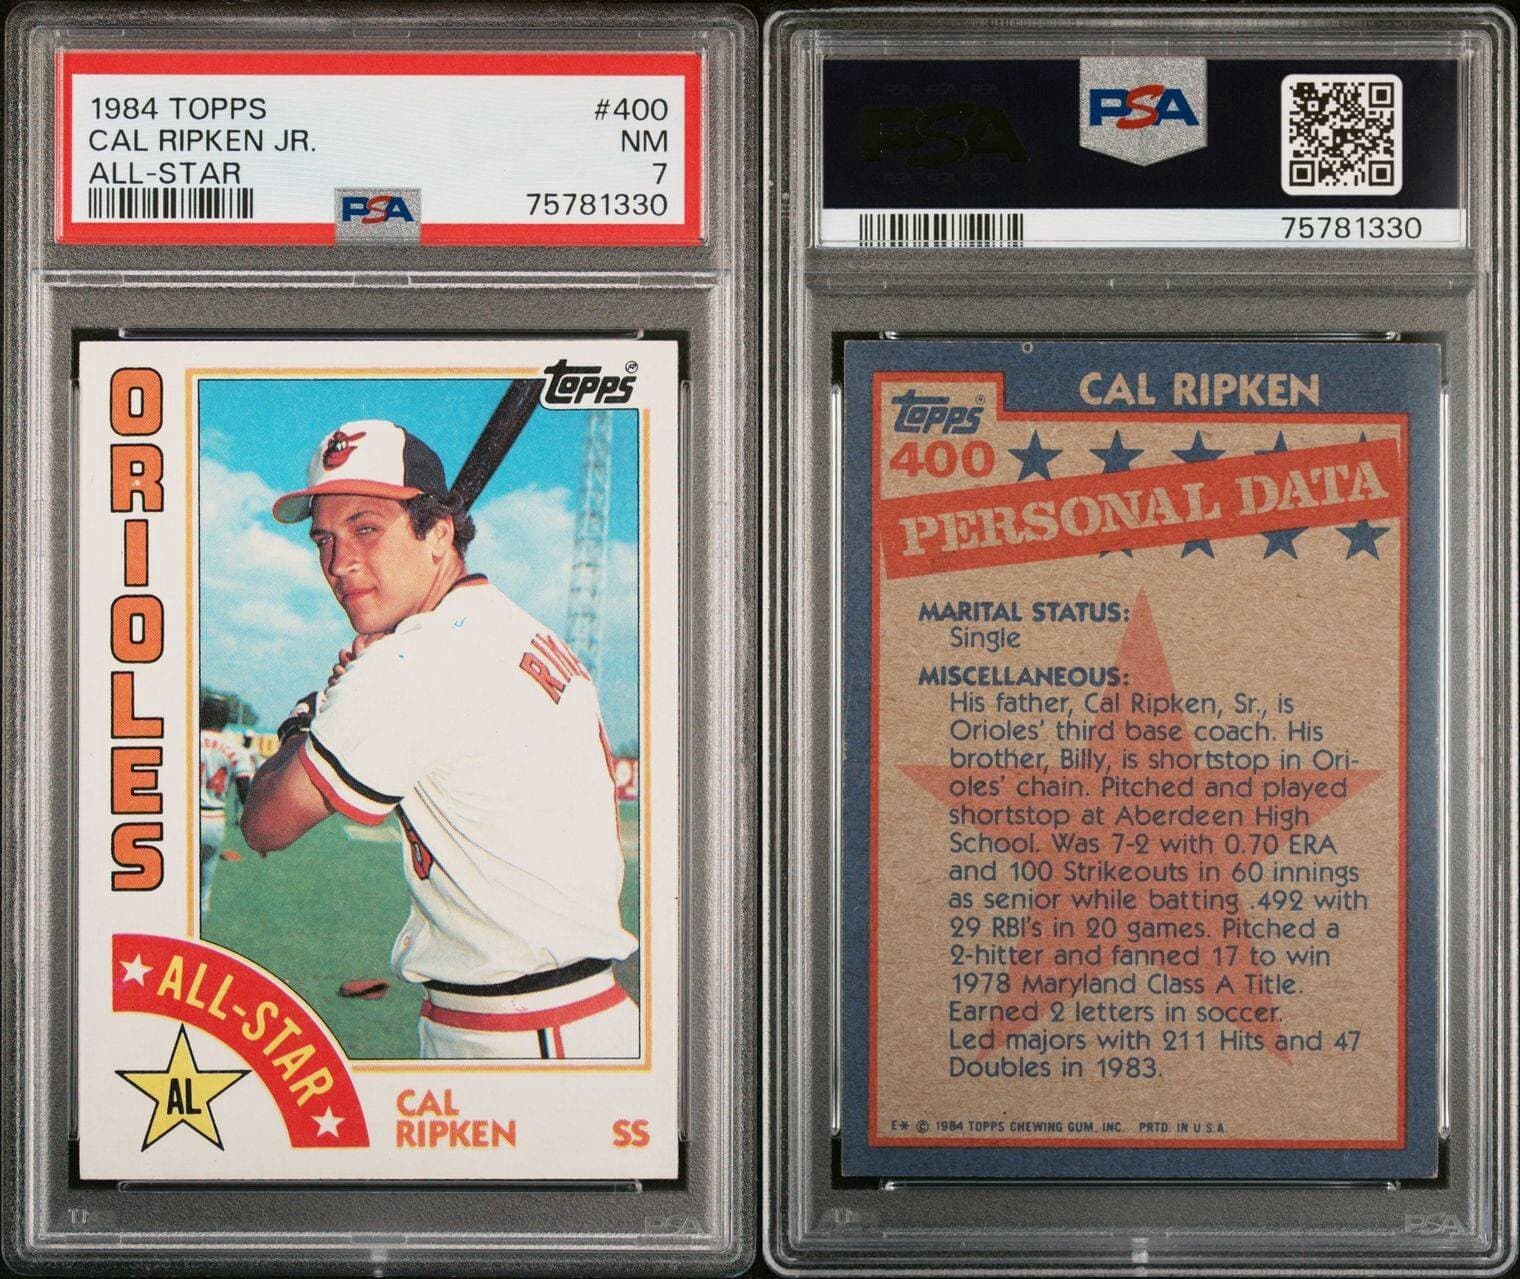 1984 TOPPS #400
CAL RIPKEN JR. NM
ALL-STAR 7
PSA 75781330
ORIOLES
Topps®
RIPK
ALL-STAR
AL
CAL
RIPKEN SS
PSA
PSA
PSA
75781330
CAL RIPKEN
Topps®
400
PERSONAL DATA
MARITAL STATUS:
Single
MISCELLANEOUS:
His father, Cal Ripken, Sr., is
Orioles' third base coach. His
brother, Billy, is shortstop in Ori-
oles' chain. Pitched and played
shortstop at Aberdeen High
School. Was 7-2 with 0.70 ERA
and 100 Strikeouts in 60 innings
as senior while batting .492 with
29 RBI's in 20 games. Pitched a
2-hitter and fanned 17 to win
1978 Maryland Class A Title.
Earned 2 letters in soccer.
Led majors with 211 Hits and 47
Doubles in 1983.
E* © 1984 TOPPS CHEWING GUM, INC. PRTD. IN U.S.A.
PSA